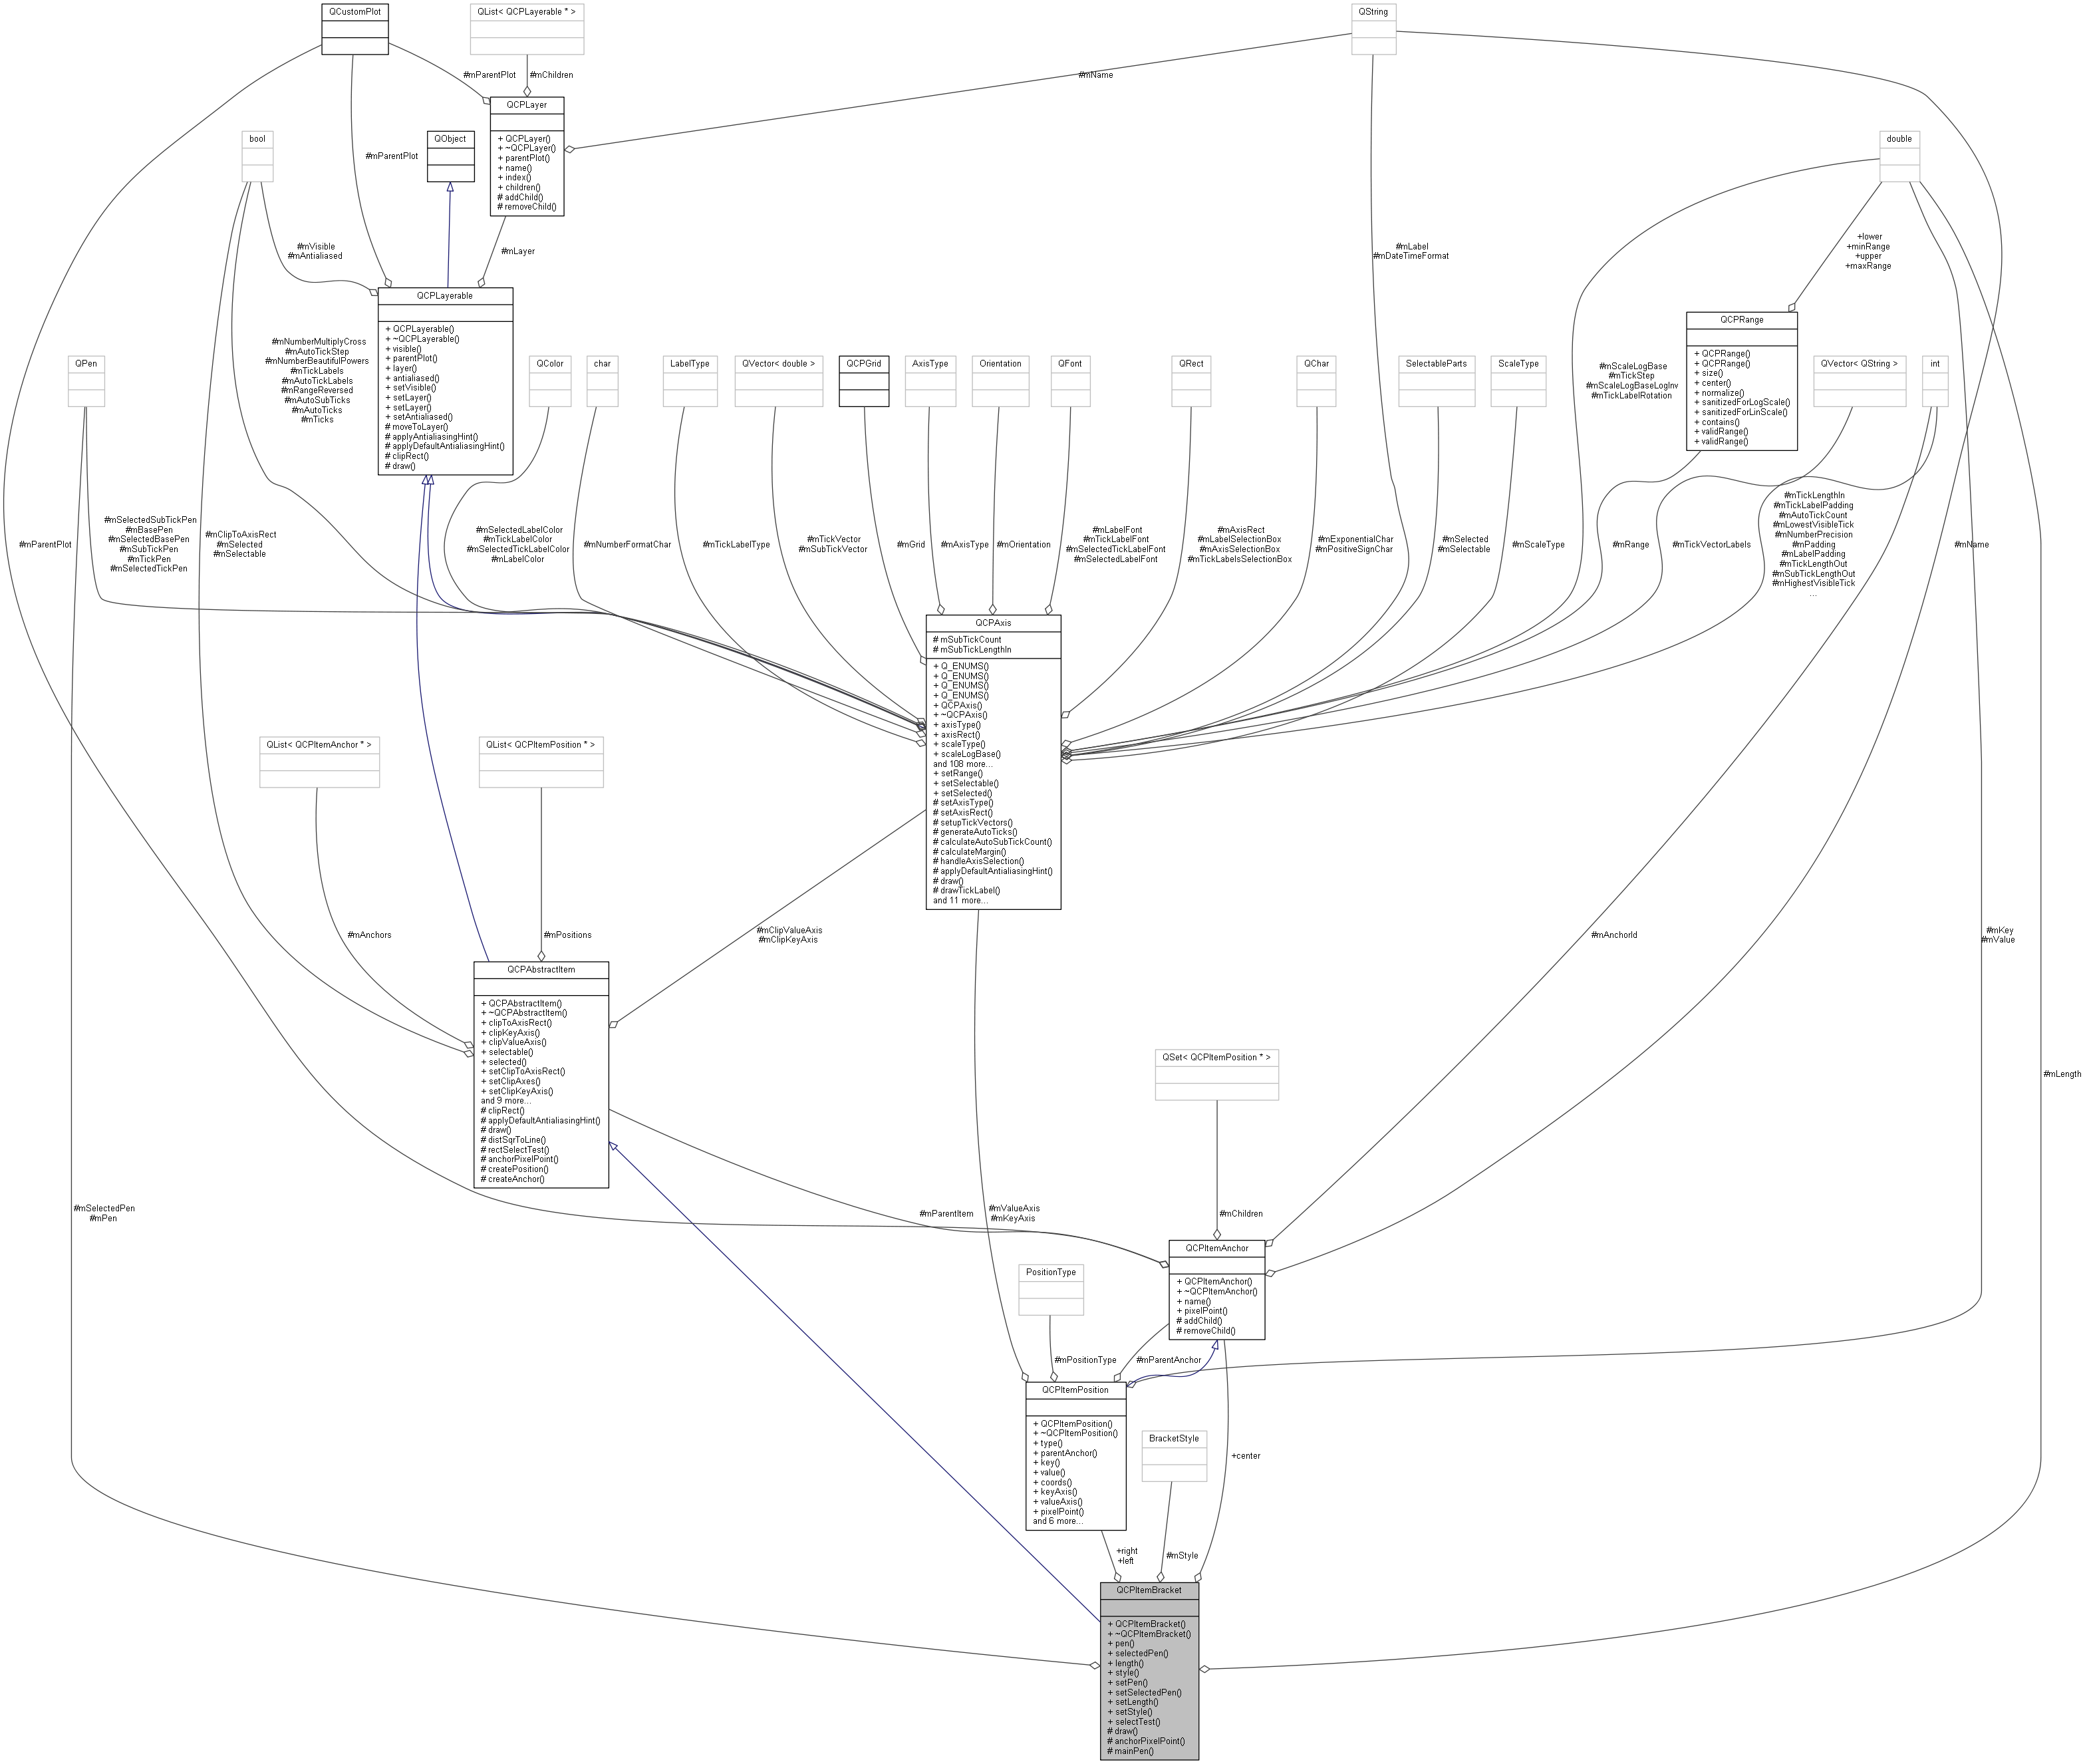 QCustomPlot
QList< QCPLayerable * >
QString
#mParentPlot
#mChildren
#mName
QCPLayer
+ QCPLayer()
+ ~QCPLayer()
+ parentPlot()
+ name()
+ index()
+ children()
# addChild()
# removeChild()
bool
QObject
double
#mParentPlot
#mVisible
#mAntialiased
#mLayer
#mLabel
#mDateTimeFormat
+lower
+minRange
+upper
+maxRange
QCPLayerable
+ QCPLayerable()
+ ~QCPLayerable()
+ visible()
+ parentPlot()
+ layer()
+ antialiased()
+ setVisible()
+ setLayer()
+ setLayer()
+ setAntialiased()
# moveToLayer()
# applyAntialiasingHint()
# applyDefaultAntialiasingHint()
# clipRect()
# draw()
QCPRange
+ QCPRange()
+ QCPRange()
+ size()
+ center()
+ normalize()
+ sanitizedForLogScale()
+ sanitizedForLinScale()
+ contains()
+ validRange()
+ validRange()
#mNumberMultiplyCross
#mAutoTickStep
#mNumberBeautifulPowers
#mTickLabels
#mAutoTickLabels
#mRangeReversed
#mAutoSubTicks
#mAutoTicks
#mTicks
QPen
QColor
char
LabelType
QVector< double >
QCPGrid
AxisType
Orientation
QFont
QRect
QChar
SelectableParts
ScaleType
#mScaleLogBase
#mTickStep
#mScaleLogBaseLogInv
#mTickLabelRotation
QVector< QString >
int
#mParentPlot
#mSelectedSubTickPen
#mBasePen
#mSelectedBasePen
#mSubTickPen
#mTickPen
#mSelectedTickPen
#mClipToAxisRect
#mSelected
#mSelectable
#mSelectedLabelColor
#mTickLabelColor
#mSelectedTickLabelColor
#mLabelColor
#mNumberFormatChar
#mTickLabelType
#mTickVector
#mSubTickVector
#mGrid
#mAxisType
#mOrientation
#mLabelFont
#mTickLabelFont
#mSelectedTickLabelFont
#mSelectedLabelFont
#mAxisRect
#mLabelSelectionBox
#mAxisSelectionBox
#mTickLabelsSelectionBox
#mExponentialChar
#mPositiveSignChar
#mSelected
#mSelectable
#mScaleType
#mRange
#mTickVectorLabels
#mTickLengthIn
#mTickLabelPadding
#mAutoTickCount
#mLowestVisibleTick
#mNumberPrecision
#mPadding
#mLabelPadding
#mTickLengthOut
#mSubTickLengthOut
#mHighestVisibleTick
...
#mName
QCPAxis
# mSubTickCount
# mSubTickLengthIn
+ Q_ENUMS()
+ Q_ENUMS()
+ Q_ENUMS()
+ Q_ENUMS()
+ QCPAxis()
+ ~QCPAxis()
+ axisType()
+ axisRect()
+ scaleType()
+ scaleLogBase()
and 108 more...
+ setRange()
+ setSelectable()
+ setSelected()
# setAxisType()
# setAxisRect()
# setupTickVectors()
# generateAutoTicks()
# calculateAutoSubTickCount()
# calculateMargin()
# handleAxisSelection()
# applyDefaultAntialiasingHint()
# draw()
# drawTickLabel()
and 11 more...
QList< QCPItemAnchor * >
QList< QCPItemPosition * >
#mAnchors
#mPositions
#mClipValueAxis
#mClipKeyAxis
#mAnchorId
#mKey
#mValue
QCPAbstractItem
+ QCPAbstractItem()
+ ~QCPAbstractItem()
+ clipToAxisRect()
+ clipKeyAxis()
+ clipValueAxis()
+ selectable()
+ selected()
+ setClipToAxisRect()
+ setClipAxes()
+ setClipKeyAxis()
and 9 more...
# clipRect()
# applyDefaultAntialiasingHint()
# draw()
# distSqrToLine()
# rectSelectTest()
# anchorPixelPoint()
# createPosition()
# createAnchor()
QSet< QCPItemPosition * >
#mLength
#mSelectedPen
#mPen
#mParentItem
#mValueAxis
#mKeyAxis
#mChildren
QCPItemAnchor
+ QCPItemAnchor()
+ ~QCPItemAnchor()
+ name()
+ pixelPoint()
# addChild()
# removeChild()
PositionType
#mPositionType
#mParentAnchor
QCPItemPosition
+ QCPItemPosition()
+ ~QCPItemPosition()
+ type()
+ parentAnchor()
+ key()
+ value()
+ coords()
+ keyAxis()
+ valueAxis()
+ pixelPoint()
and 6 more...
BracketStyle
+center
+right
+left
#mStyle
QCPItemBracket
+ QCPItemBracket()
+ ~QCPItemBracket()
+ pen()
+ selectedPen()
+ length()
+ style()
+ setPen()
+ setSelectedPen()
+ setLength()
+ setStyle()
+ selectTest()
# draw()
# anchorPixelPoint()
# mainPen()